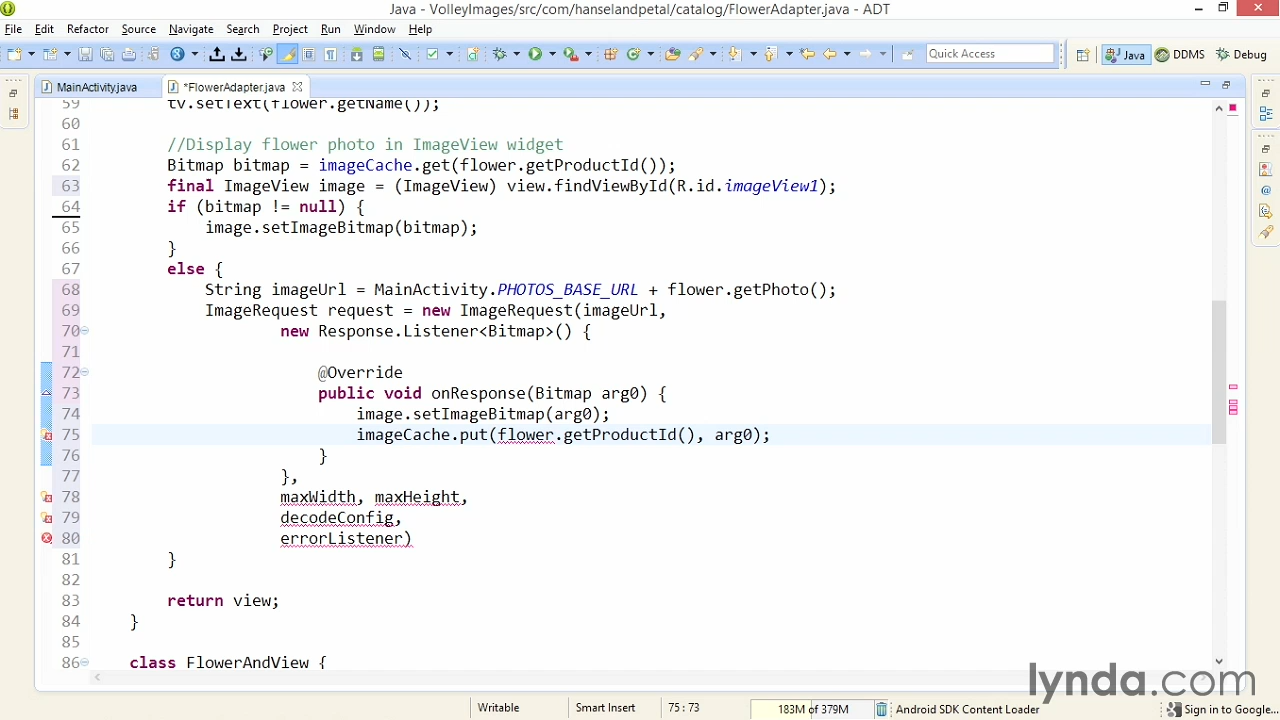 Java - VolleyImages/src/com/hanselandpetal/catalog/FlowerAdapter.java - ADT
File Edit Refactor Source Navigate Search Project Run Window Help
Quick Access Java DDMS Debug
MainActivity.java *FlowerAdapter.java
59 tv.setText(flower.getName());
60
61 //Display flower photo in ImageView widget
62 Bitmap bitmap = imageCache.get(flower.getProductId());
63 final ImageView image = (ImageView) view.findViewById(R.id.imageView1);
64 if (bitmap != null) {
65 image.setImageBitmap(bitmap);
66 }
67 else {
68 String imageUrl = MainActivity.PHOTOS_BASE_URL + flower.getPhoto();
69 ImageRequest request = new ImageRequest(imageUrl,
70 new Response.Listener<Bitmap>() {
71
72 @Override
73 public void onResponse(Bitmap arg0) {
74 image.setImageBitmap(arg0);
75 imageCache.put(flower.getProductId(), arg0);
76 }
77 },
78 maxWidth, maxHeight,
79 decodeConfig,
80 errorListener)
81 }
82
83 return view;
84 }
85
86 class FlowerAndView {
lynda.com
Writable Smart Insert 75 : 73 183M of 379M Android SDK Content Loader Sign in to Google...